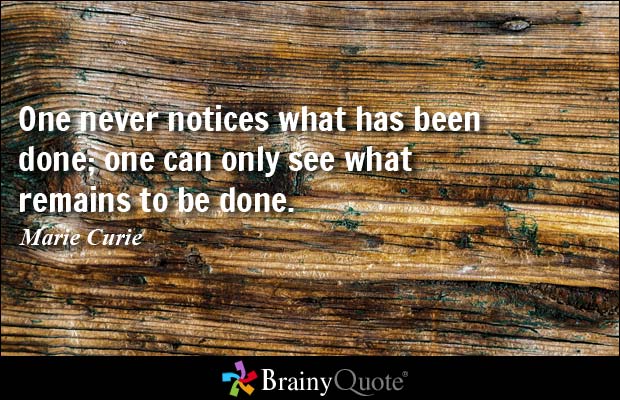 One never notices what has been
done; one can only see what
remains to be done.
Marie Curie
BrainyQuote®